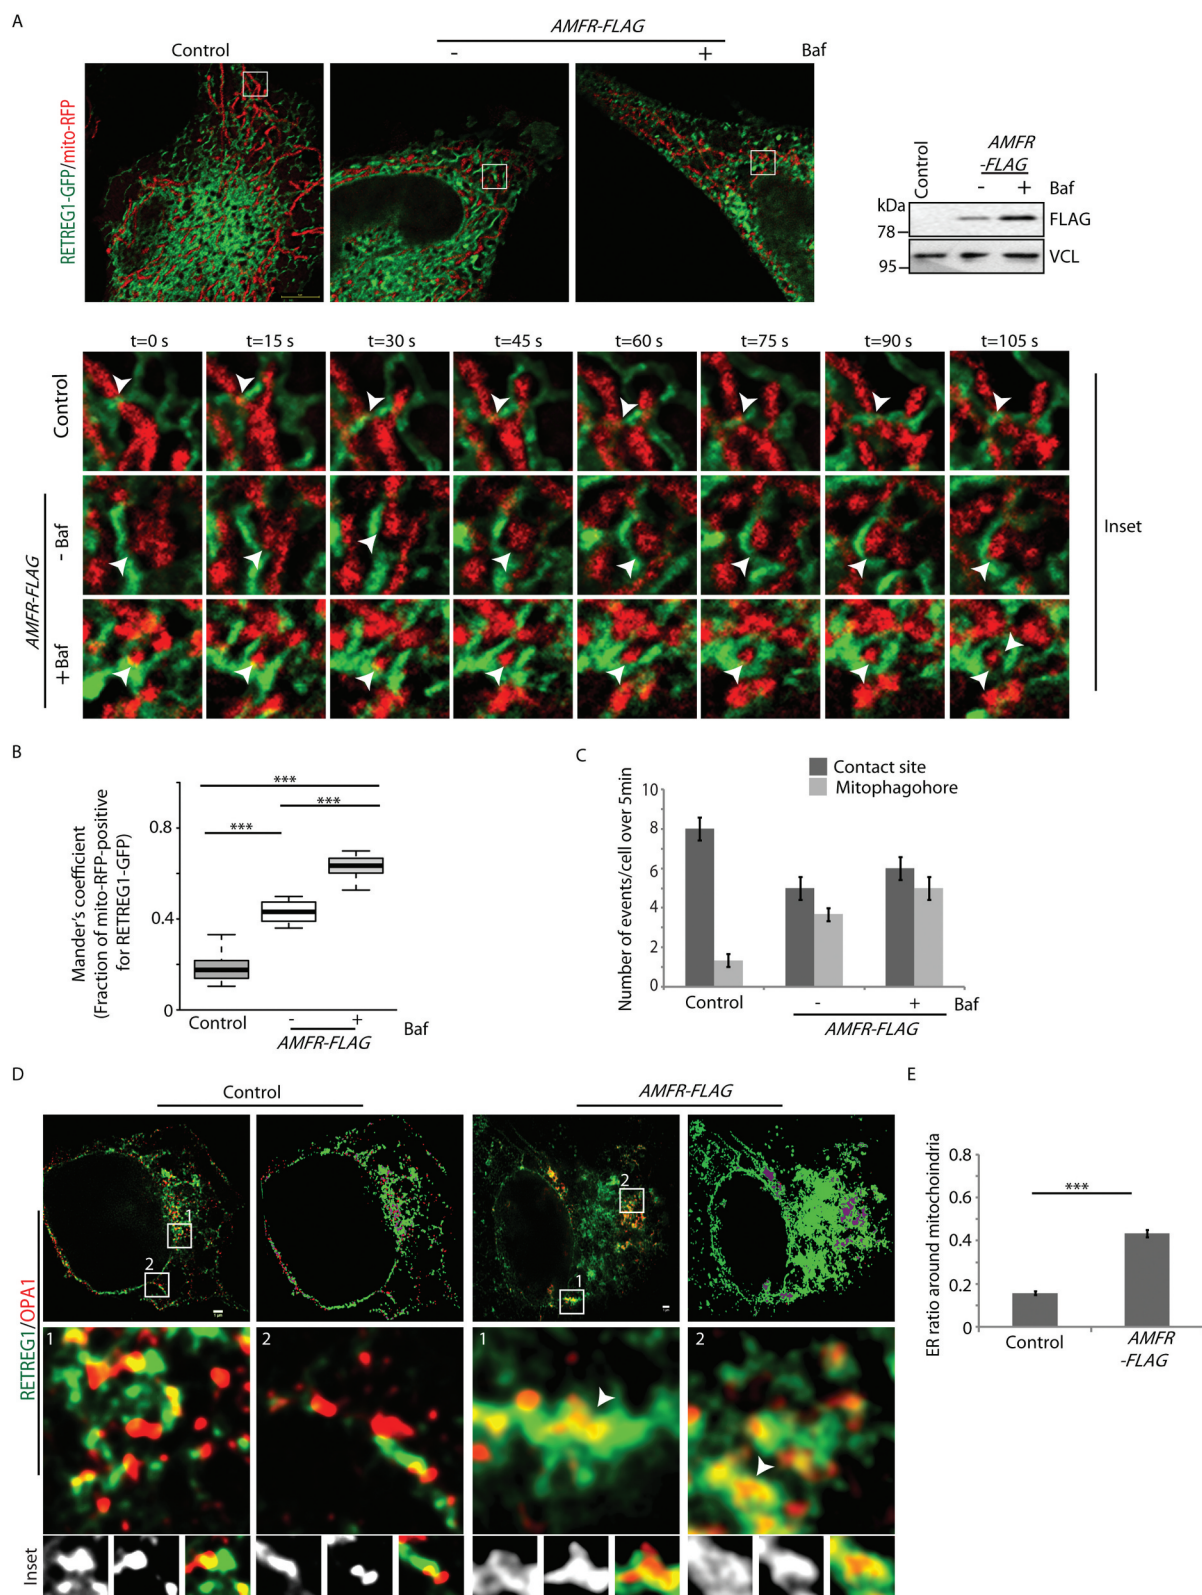 A
AMFR-FLAG
Control - + Baf
RETREG1-GFP/mito-RFP
Control
AMFR
-FLAG
- + Baf
kDa
78 FLAG
95 VCL
t=0 s t=15 s t=30 s t=45 s t=60 s t=75 s t=90 s t=105 s
Control
AMFR-FLAG
- Baf
+Baf
Inset
B
Mander's coefficient
(Fraction of mito-RFP-positive
for RETREG1-GFP)
0.8
0.4
0
***
***
***
Control - + Baf
AMFR-FLAG
C
Contact site
Mitophagohore
Number of events/cell over 5min
10
8
6
4
2
0
Control - + Baf
AMFR-FLAG
D
Control AMFR-FLAG
RETREG1/OPA1
1
2
2
1
1 2 1 2
Inset
E
ER ratio around mitochoindria
0.8
0.6
0.4
0.2
0
***
Control AMFR
-FLAG